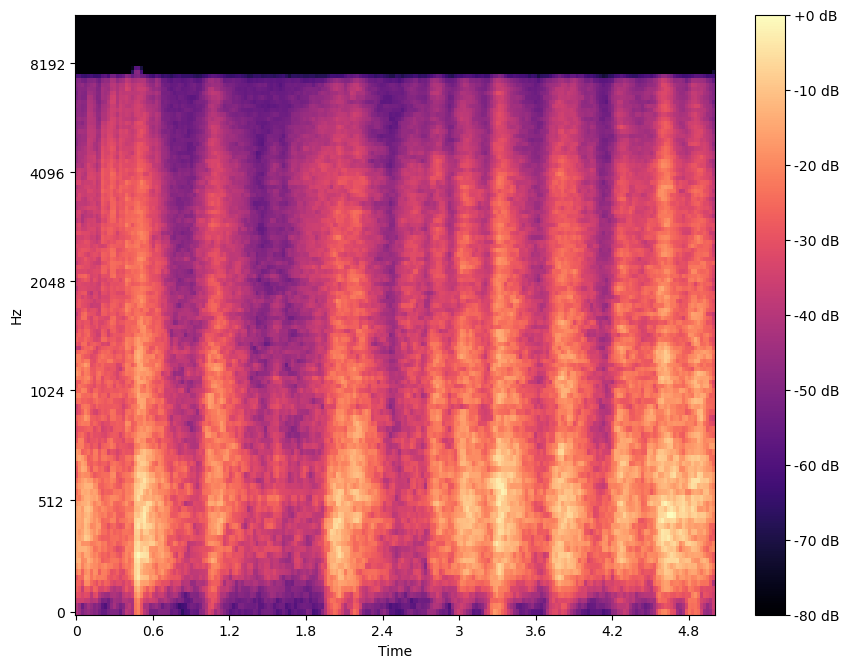 +0 dB
8192
-10 dB
4096
-20 dB
-30 dB
2048
-40 dB
Hz
1024
-50 dB
512
-60 dB
-70 dB
0
-80 dB
0 0.6 1.2 1.8 2.4 3 3.6 4.2 4.8
Time